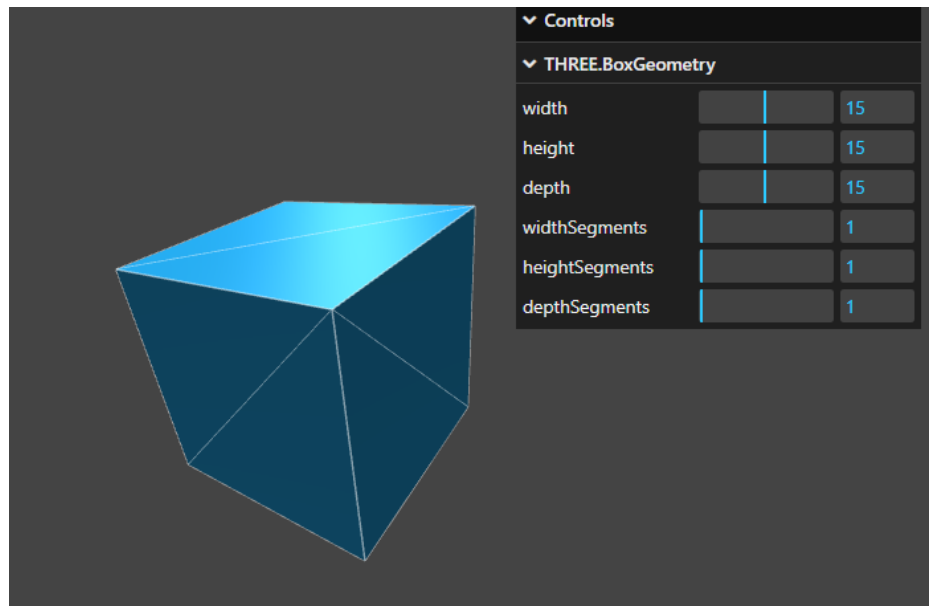 Controls
THREE.BoxGeometry
width 15
height 15
depth 15
widthSegments 1
heightSegments 1
depthSegments 1